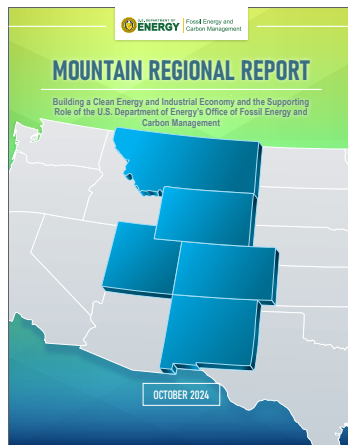 U.S. DEPARTMENT OF
ENERGY
Fossil Energy and
Carbon Management
MOUNTAIN REGIONAL REPORT
Building a Clean Energy and Industrial Economy and the Supporting
Role of the U.S. Department of Energy's Office of Fossil Energy and
Carbon Management
OCTOBER 2024